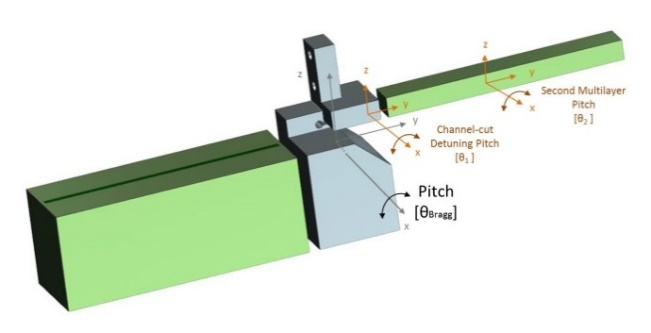 z
z
y
x
Second Multilayer
Pitch
[θ₂]
z
y
x
Channel-cut
Detuning Pitch
[θ₁]
y
x
Pitch
[θBragg]